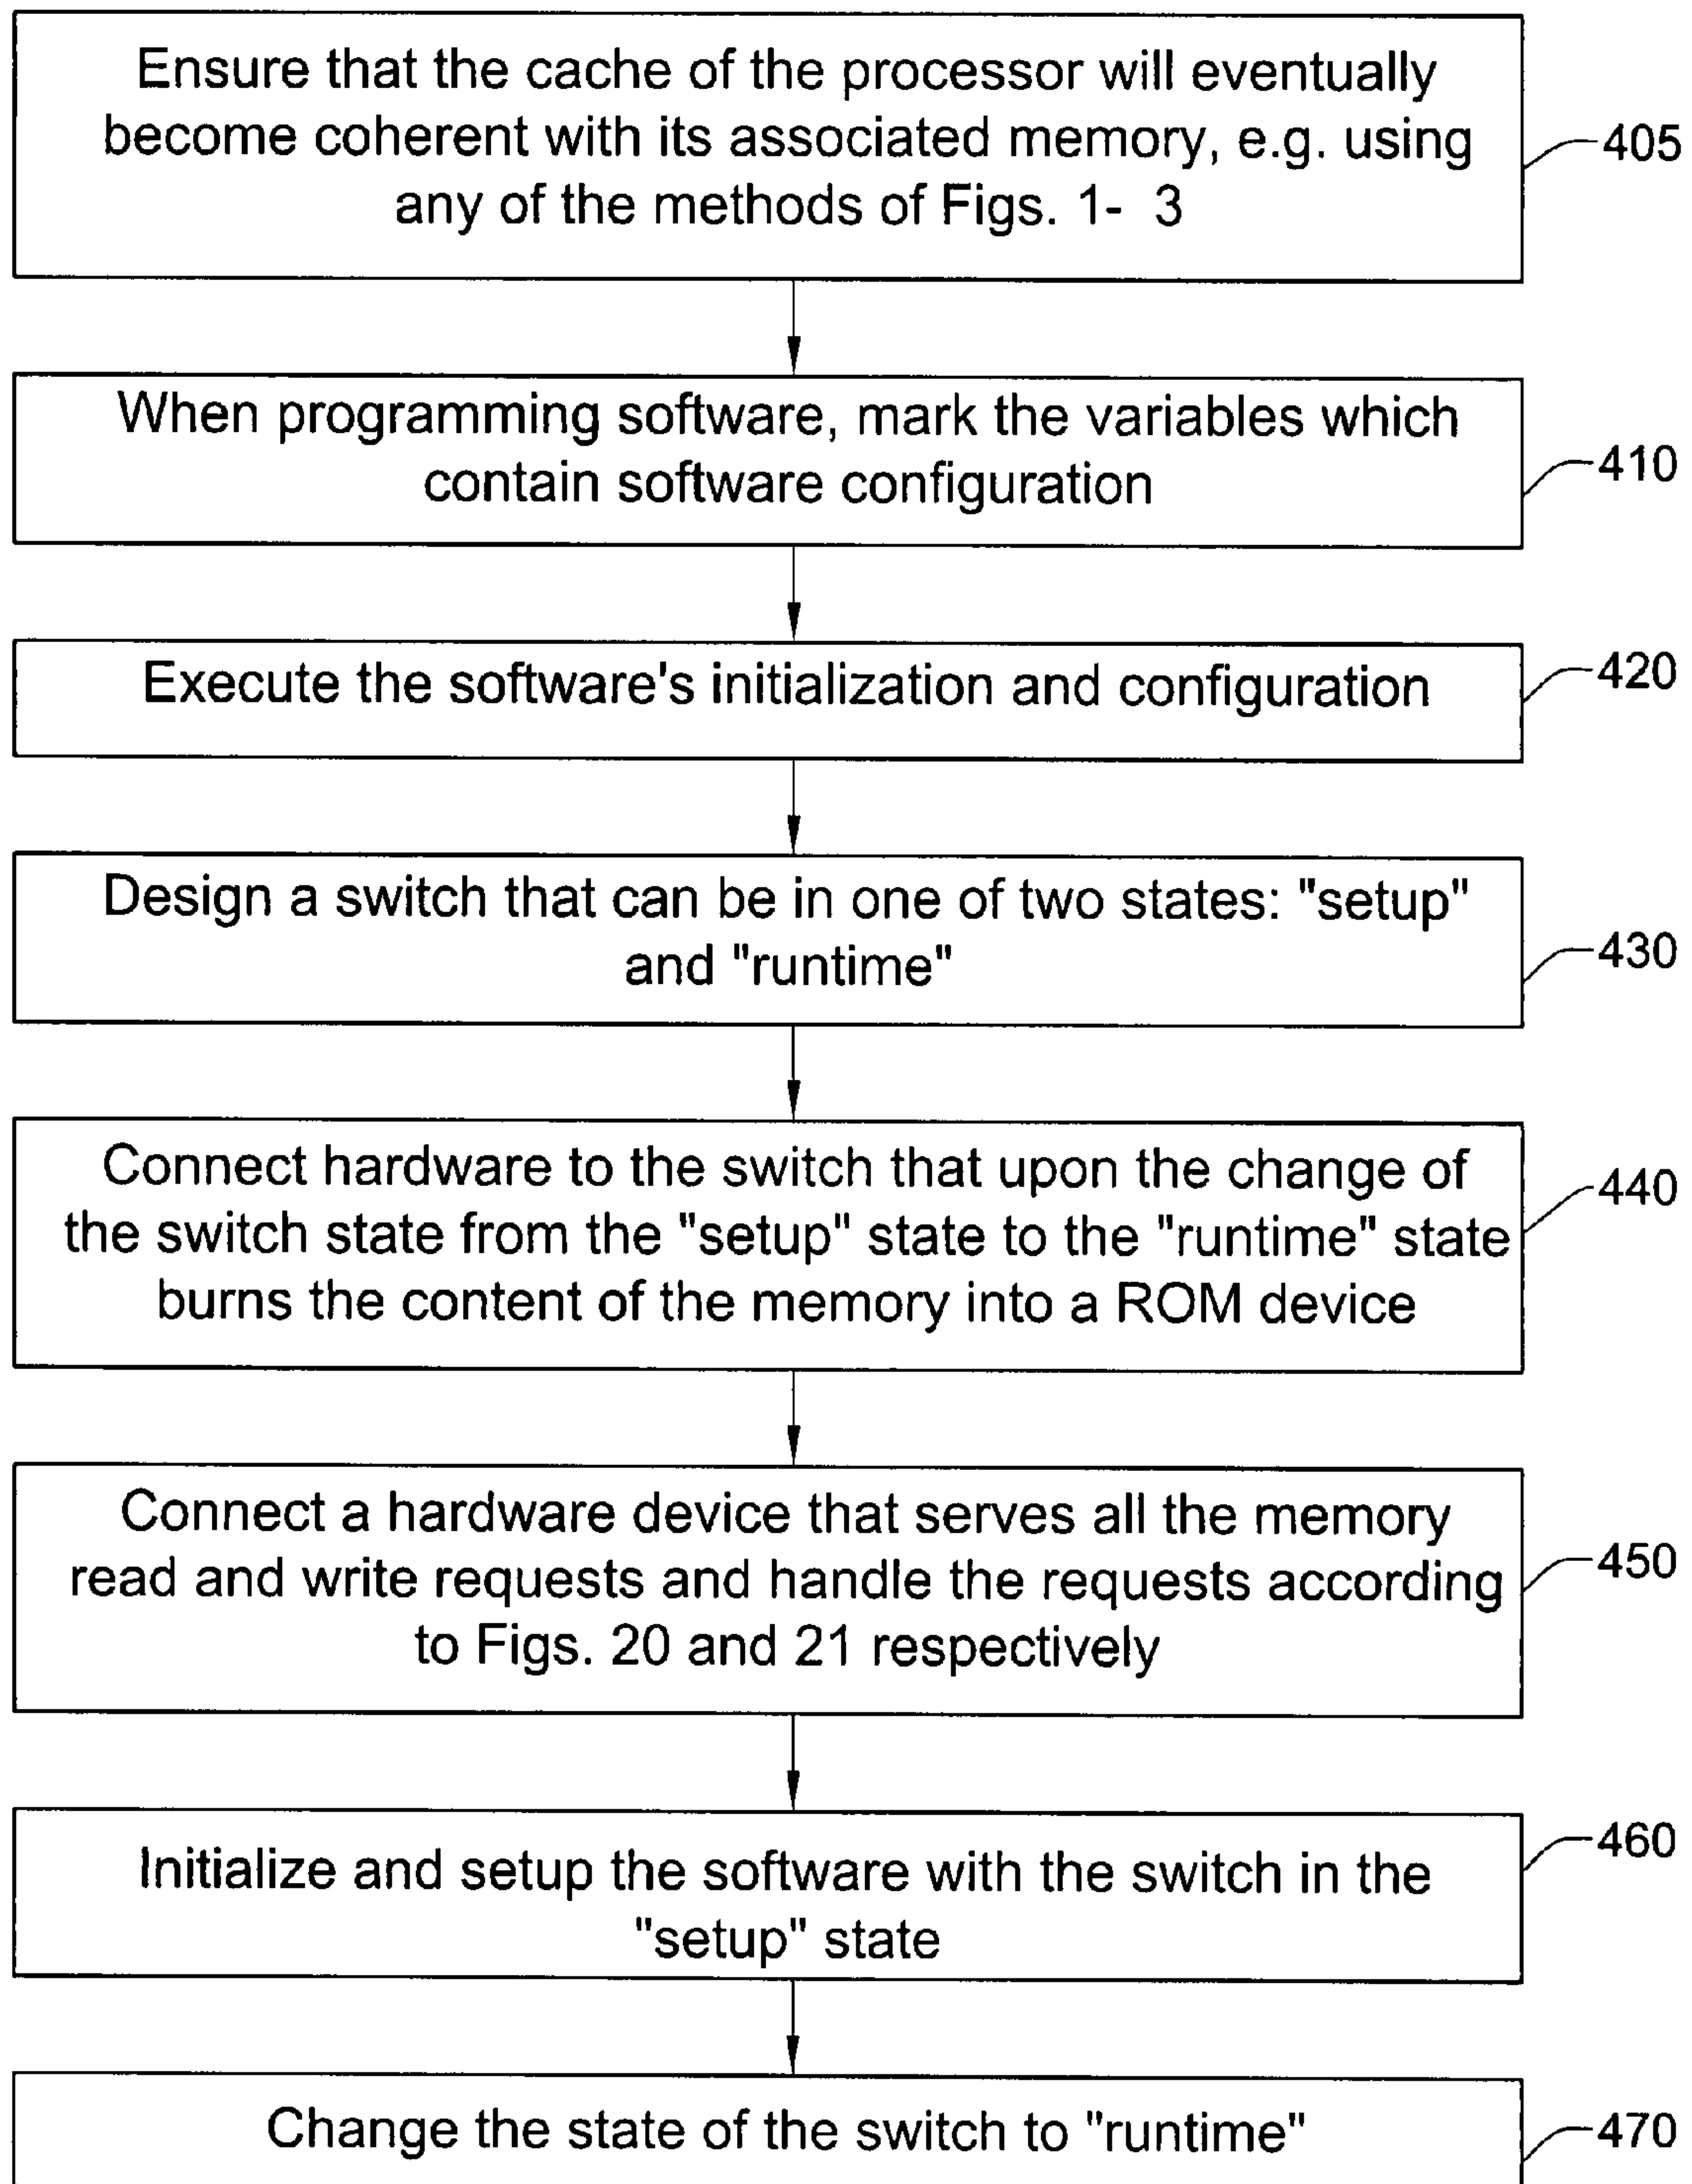 Ensure that the cache of the processor will eventually
become coherent with its associated memory, e.g. using
any of the methods of Figs. 1- 3
405
When programming software, mark the variables which
contain software configuration
410
Execute the software's initialization and configuration
420
Design a switch that can be in one of two states: "setup"
and "runtime"
430
Connect hardware to the switch that upon the change of
the switch state from the "setup" state to the "runtime" state
burns the content of the memory into a ROM device
440
Connect a hardware device that serves all the memory
read and write requests and handle the requests according
to Figs. 20 and 21 respectively
450
Initialize and setup the software with the switch in the
"setup" state
460
Change the state of the switch to "runtime"
470